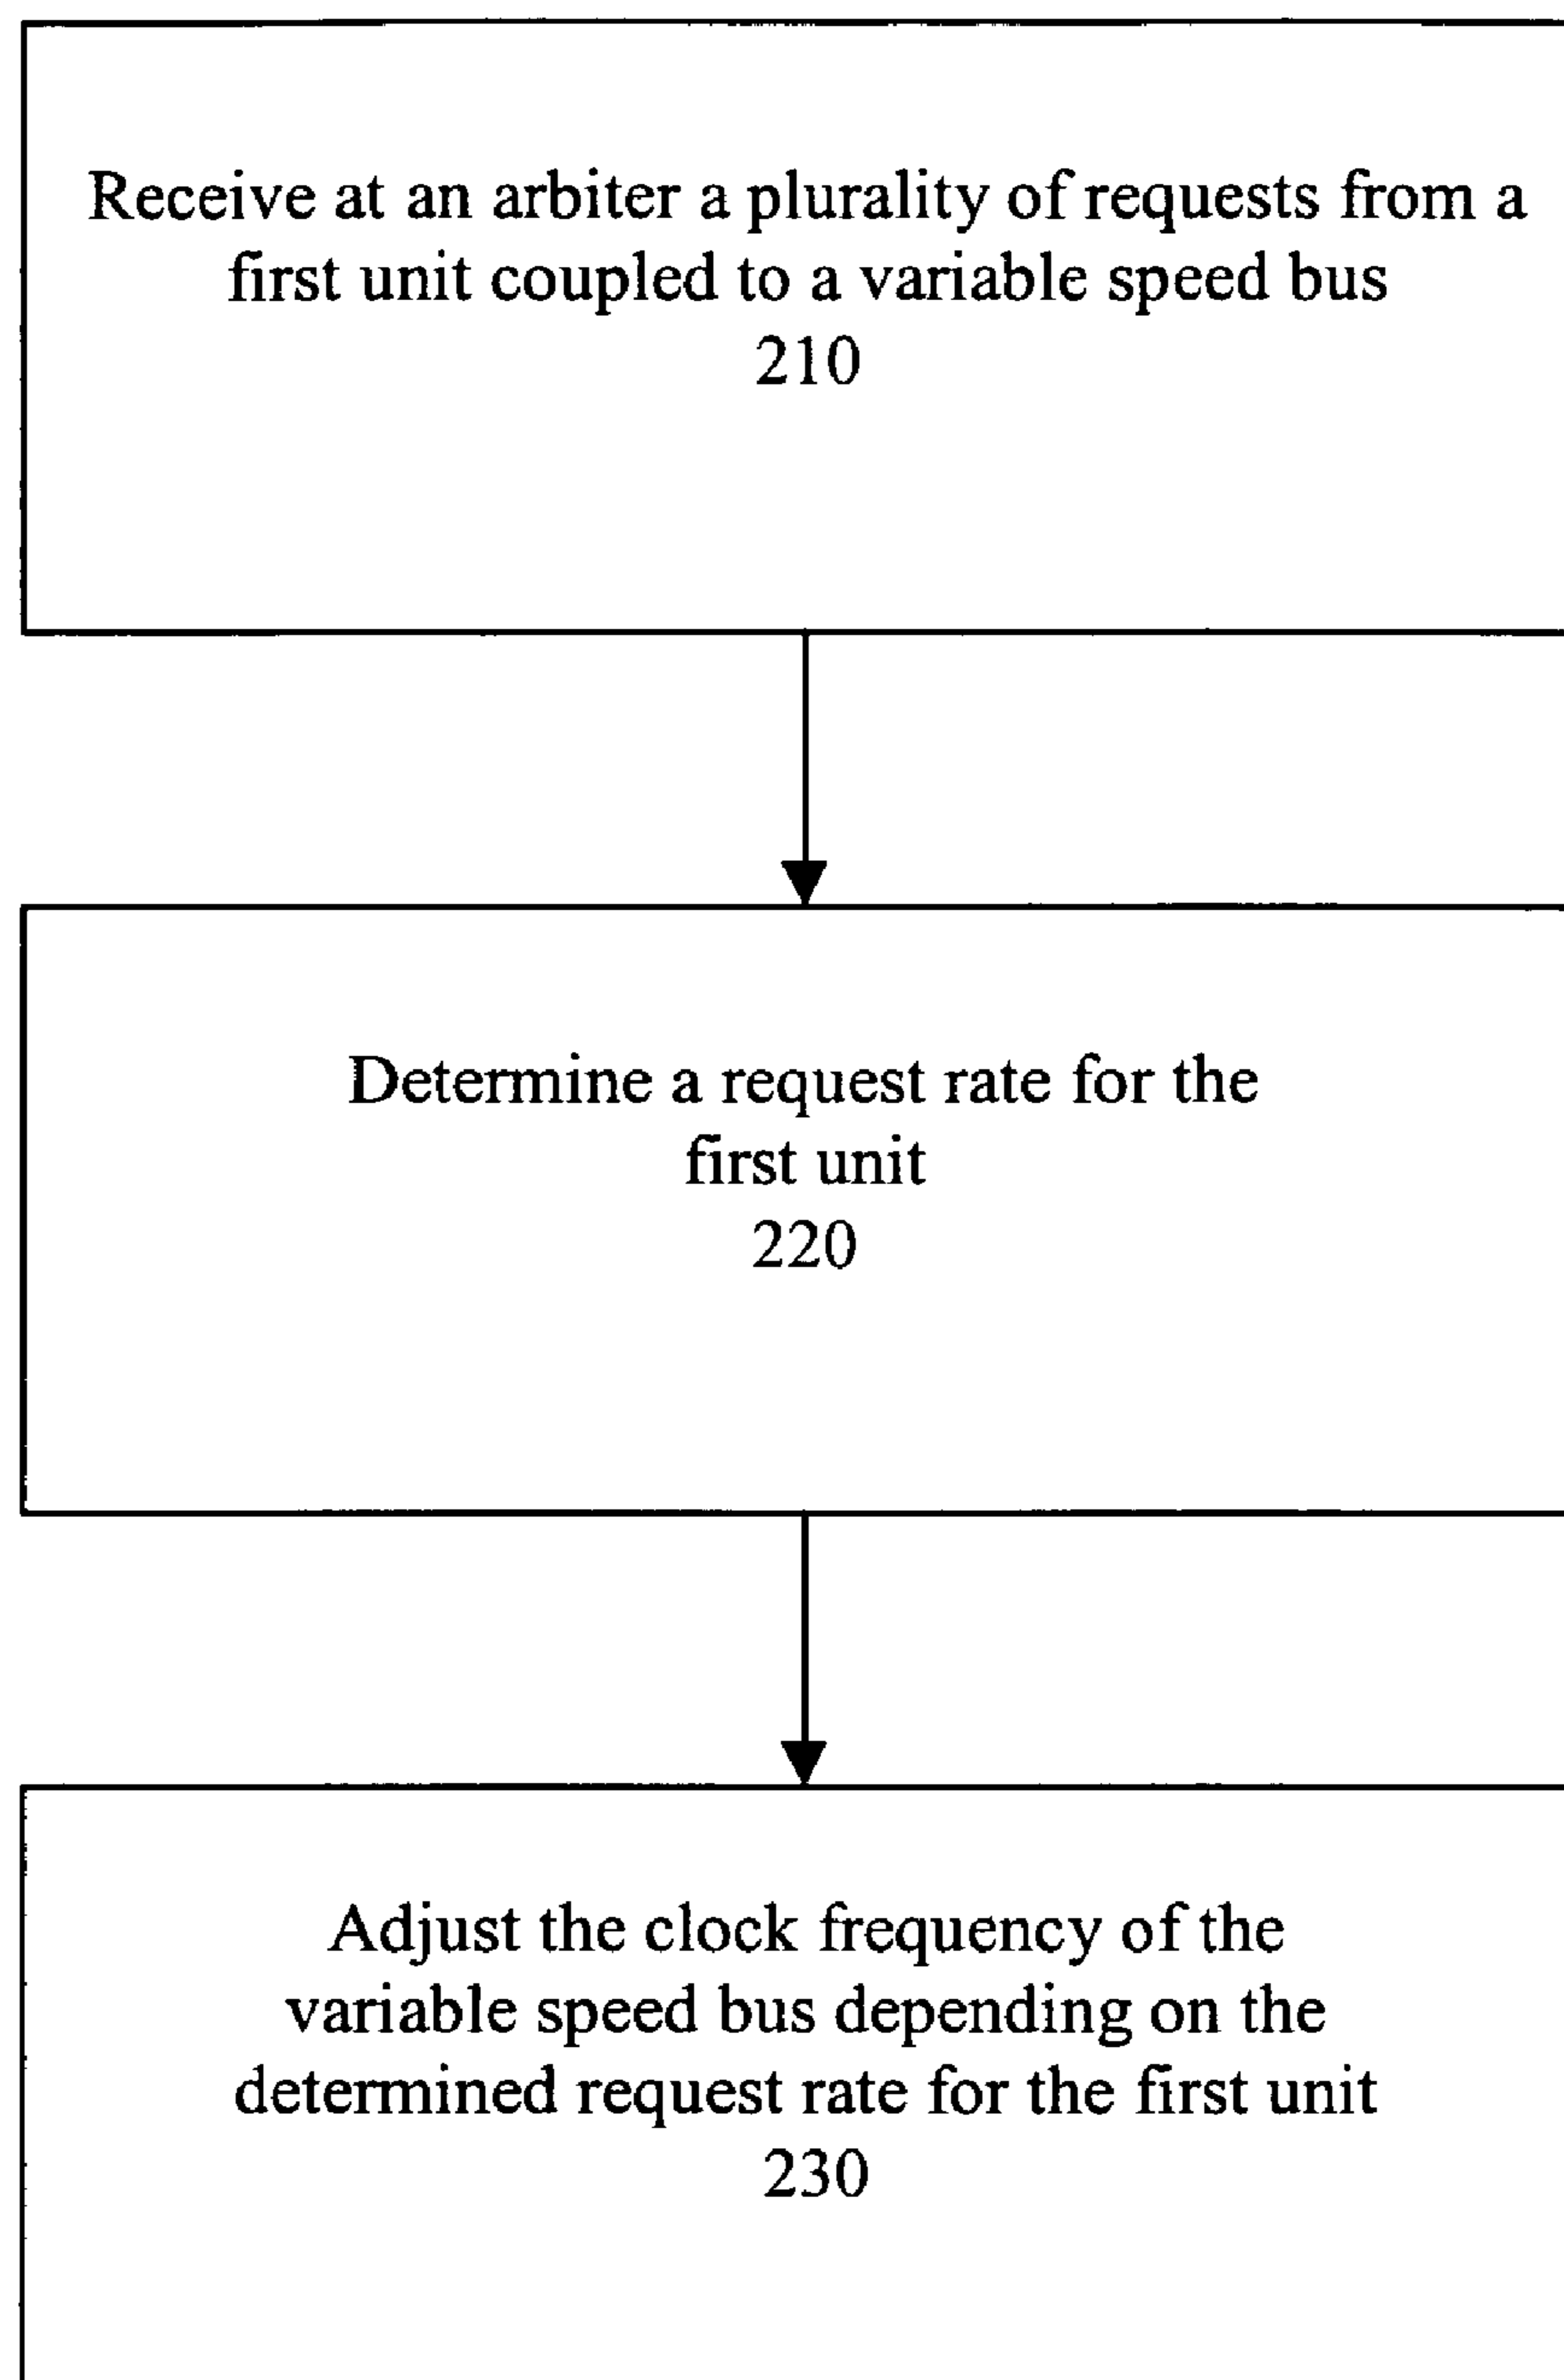 Receive at an arbiter a plurality of requests from a
first unit coupled to a variable speed bus
210
Determine a request rate for the
first unit
220
Adjust the clock frequency of the
variable speed bus depending on the
determined request rate for the first unit
230